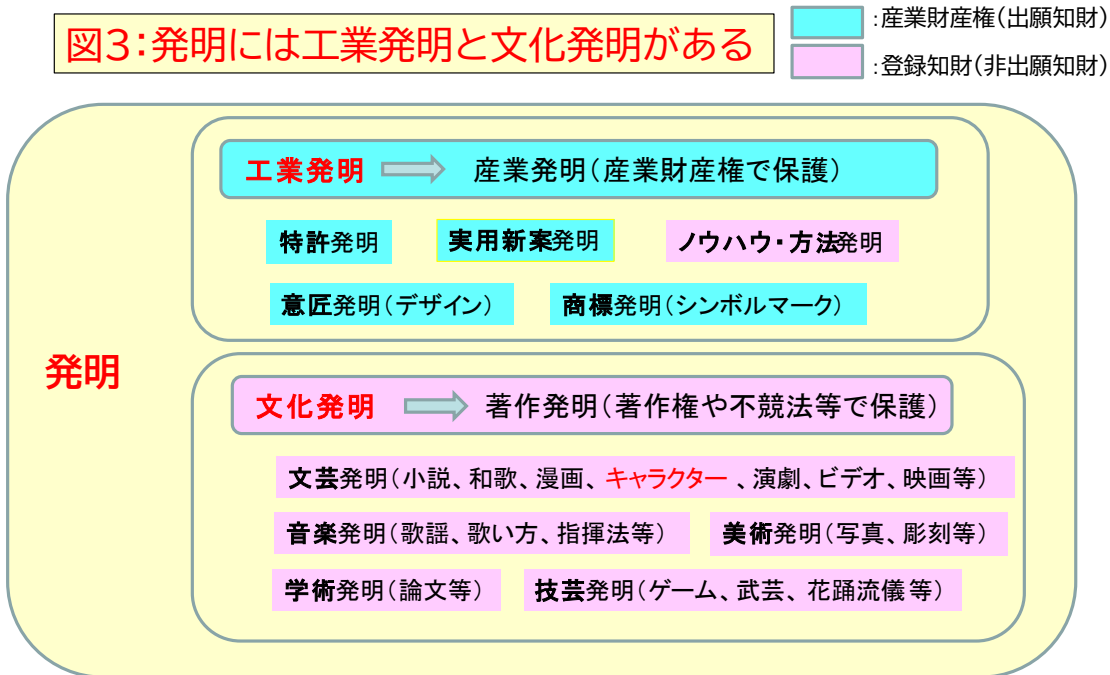 図3:発明には工業発明と文化発明がある
:産業財産権(出願知財)
:登録知財(非出願知財)
発明
工業発明 産業発明(産業財産権で保護)
特許発明 実用新案発明 ノウハウ・方法発明
意匠発明(デザイン) 商標発明(シンボルマーク)
文化発明 著作発明(著作権や不競法等で保護)
文芸発明(小説、和歌、漫画、キャラクター 、演劇、ビデオ、映画等)
音楽発明(歌謡、歌い方、指揮法等) 美術発明(写真、彫刻等)
学術発明(論文等) 技芸発明(ゲーム、武芸、花踊流儀等)